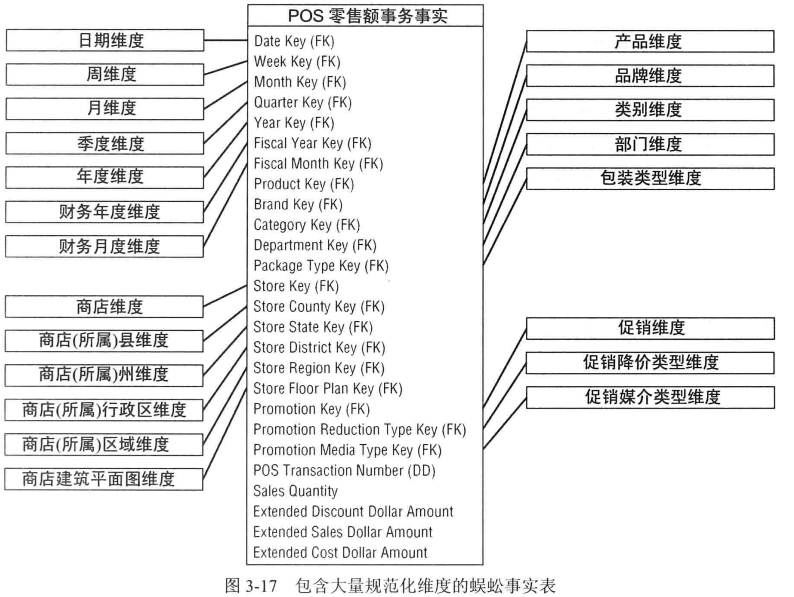 POS 零售额事务事实
日期维度
周维度
月维度
季度维度
年度维度
财务年度维度
财务月度维度
商店维度
商店(所属)县维度
商店(所属)州维度
商店(所属)行政区维度
商店(所属)区域维度
商店建筑平面图维度
Date Key (FK)
Week Key (FK)
Month Key (FK)
Quarter Key (FK)
Year Key (FK)
Fiscal Year Key (FK)
Fiscal Month Key (FK)
Product Key (FK)
Brand Key (FK)
Category Key (FK)
Department Key (FK)
Package Type Key (FK)
Store Key (FK)
Store County Key (FK)
Store State Key (FK)
Store District Key (FK)
Store Region Key (FK)
Store Floor Plan Key (FK)
Promotion Key (FK)
Promotion Reduction Type Key (FK)
Promotion Media Type Key (FK)
POS Transaction Number (DD)
Sales Quantity
Extended Discount Dollar Amount
Extended Sales Dollar Amount
Extended Cost Dollar Amount
产品维度
品牌维度
类别维度
部门维度
包装类型维度
促销维度
促销降价类型维度
促销媒介类型维度
图 3-17 包含大量规范化维度的蜈蚣事实表